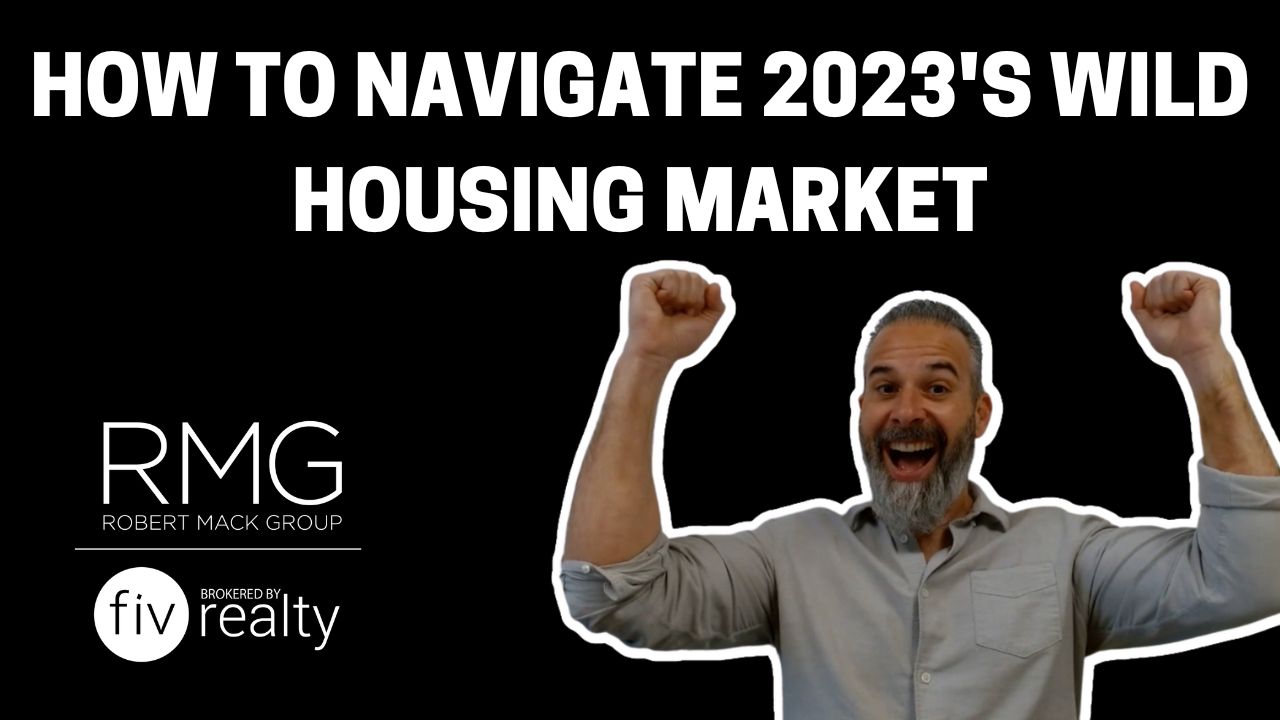 HOW TO NAVIGATE 2023'S WILD
HOUSING MARKET
RMG
ROBERT MACK GROUP
fiv
BROKERED BY
realty